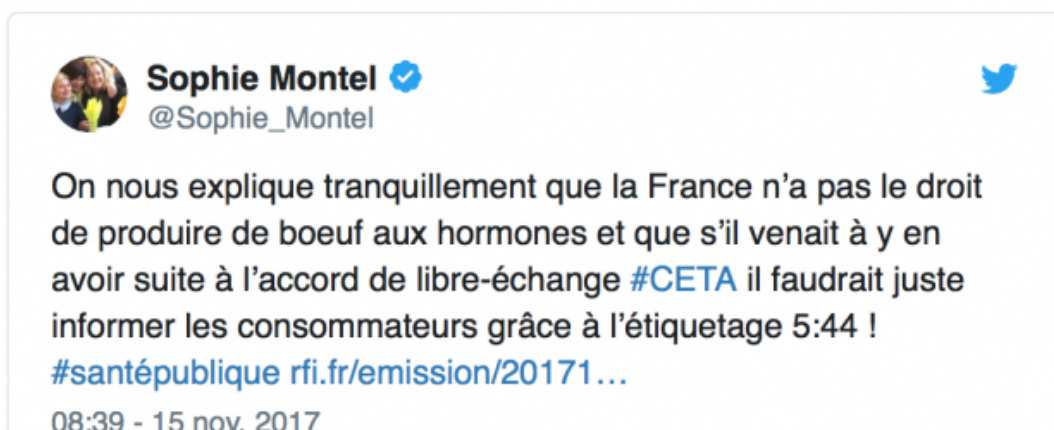 Sophie Montel
@Sophie_Montel
On nous explique tranquillement que la France n’a pas le droit
de produire de boeuf aux hormones et que s’il venait à y en
avoir suite à l’accord de libre-échange #CETA il faudrait juste
informer les consommateurs grâce à l’étiquetage 5:44 !
#santépublique rfi.fr/emission/20171…
08:39 - 15 nov. 2017